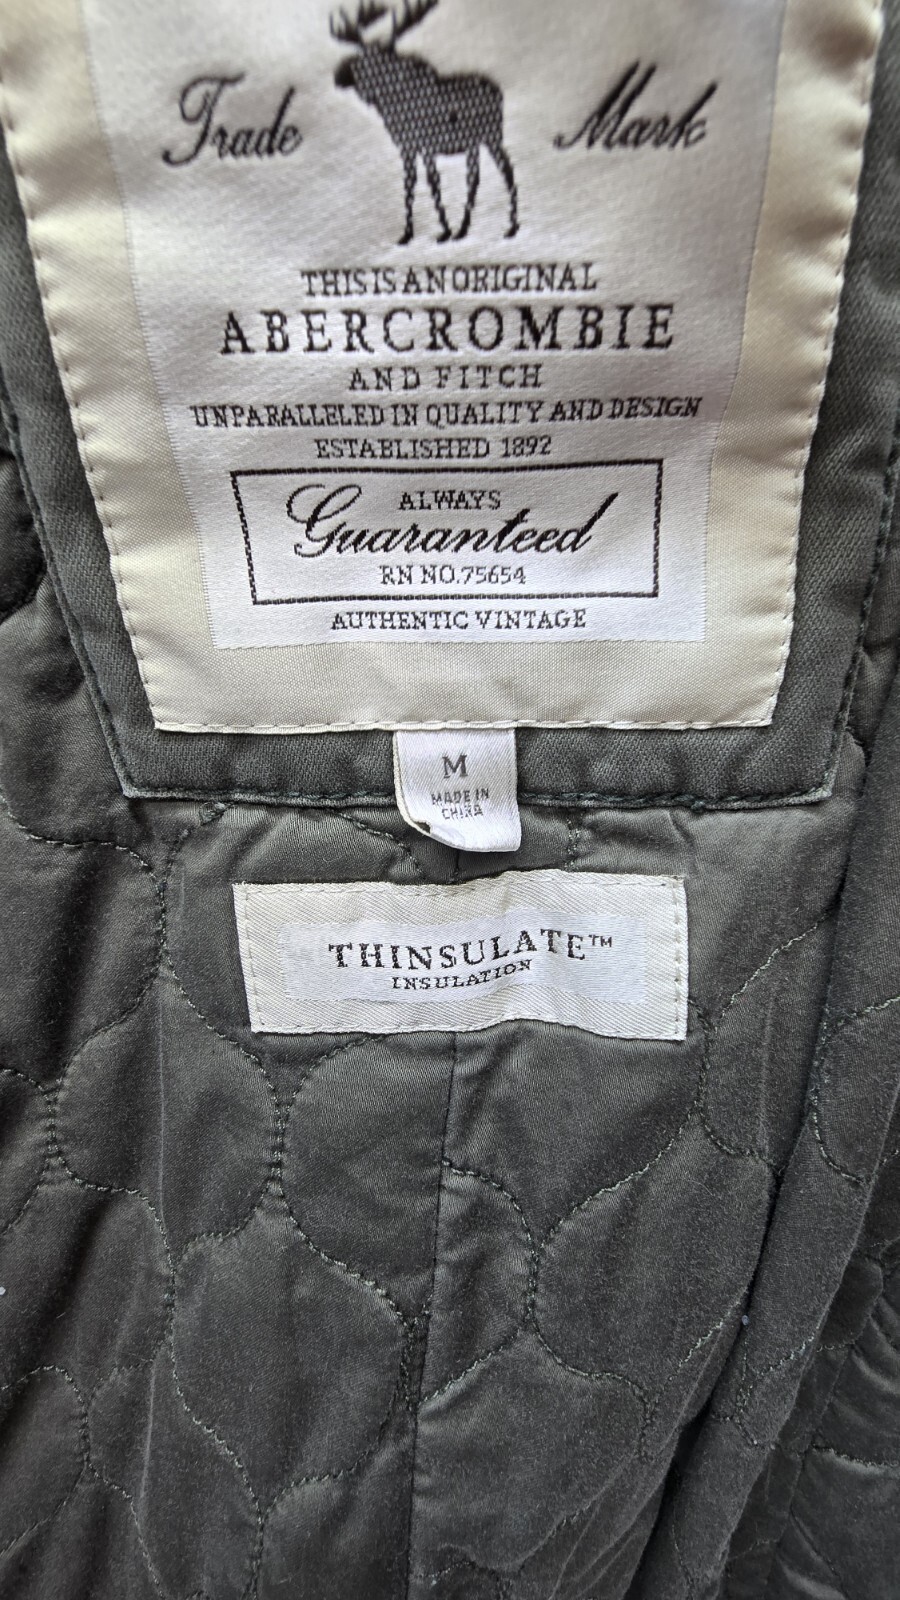 Trade Mark
THIS IS AN ORIGINAL
ABERCROMBIE
AND FITCH
UNPARALLELED IN QUALITY AND DESIGN
ESTABLISHED 1892
ALWAYS
Guaranteed
RN NO.75654
AUTHENTIC VINTAGE
M
MADE IN
CHINA
THINSULATE™
INSULATION